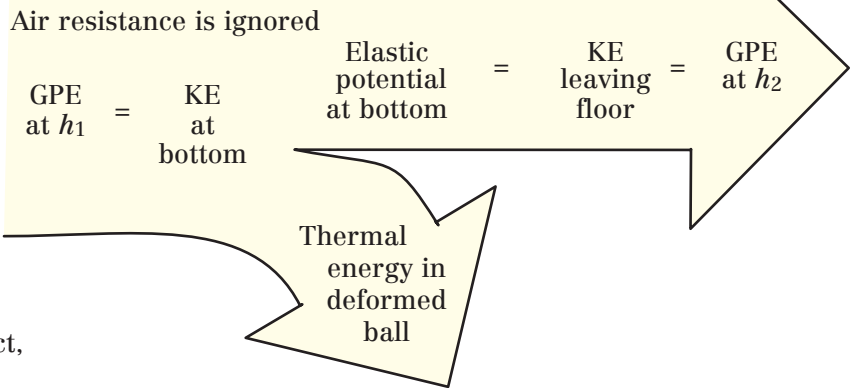 Air resistance is ignored
GPE
at h1
=
KE
at
bottom
Elastic
potential
at bottom
=
KE
leaving
floor
=
GPE
at h2
Thermal
energy in
deformed
ball
ct,